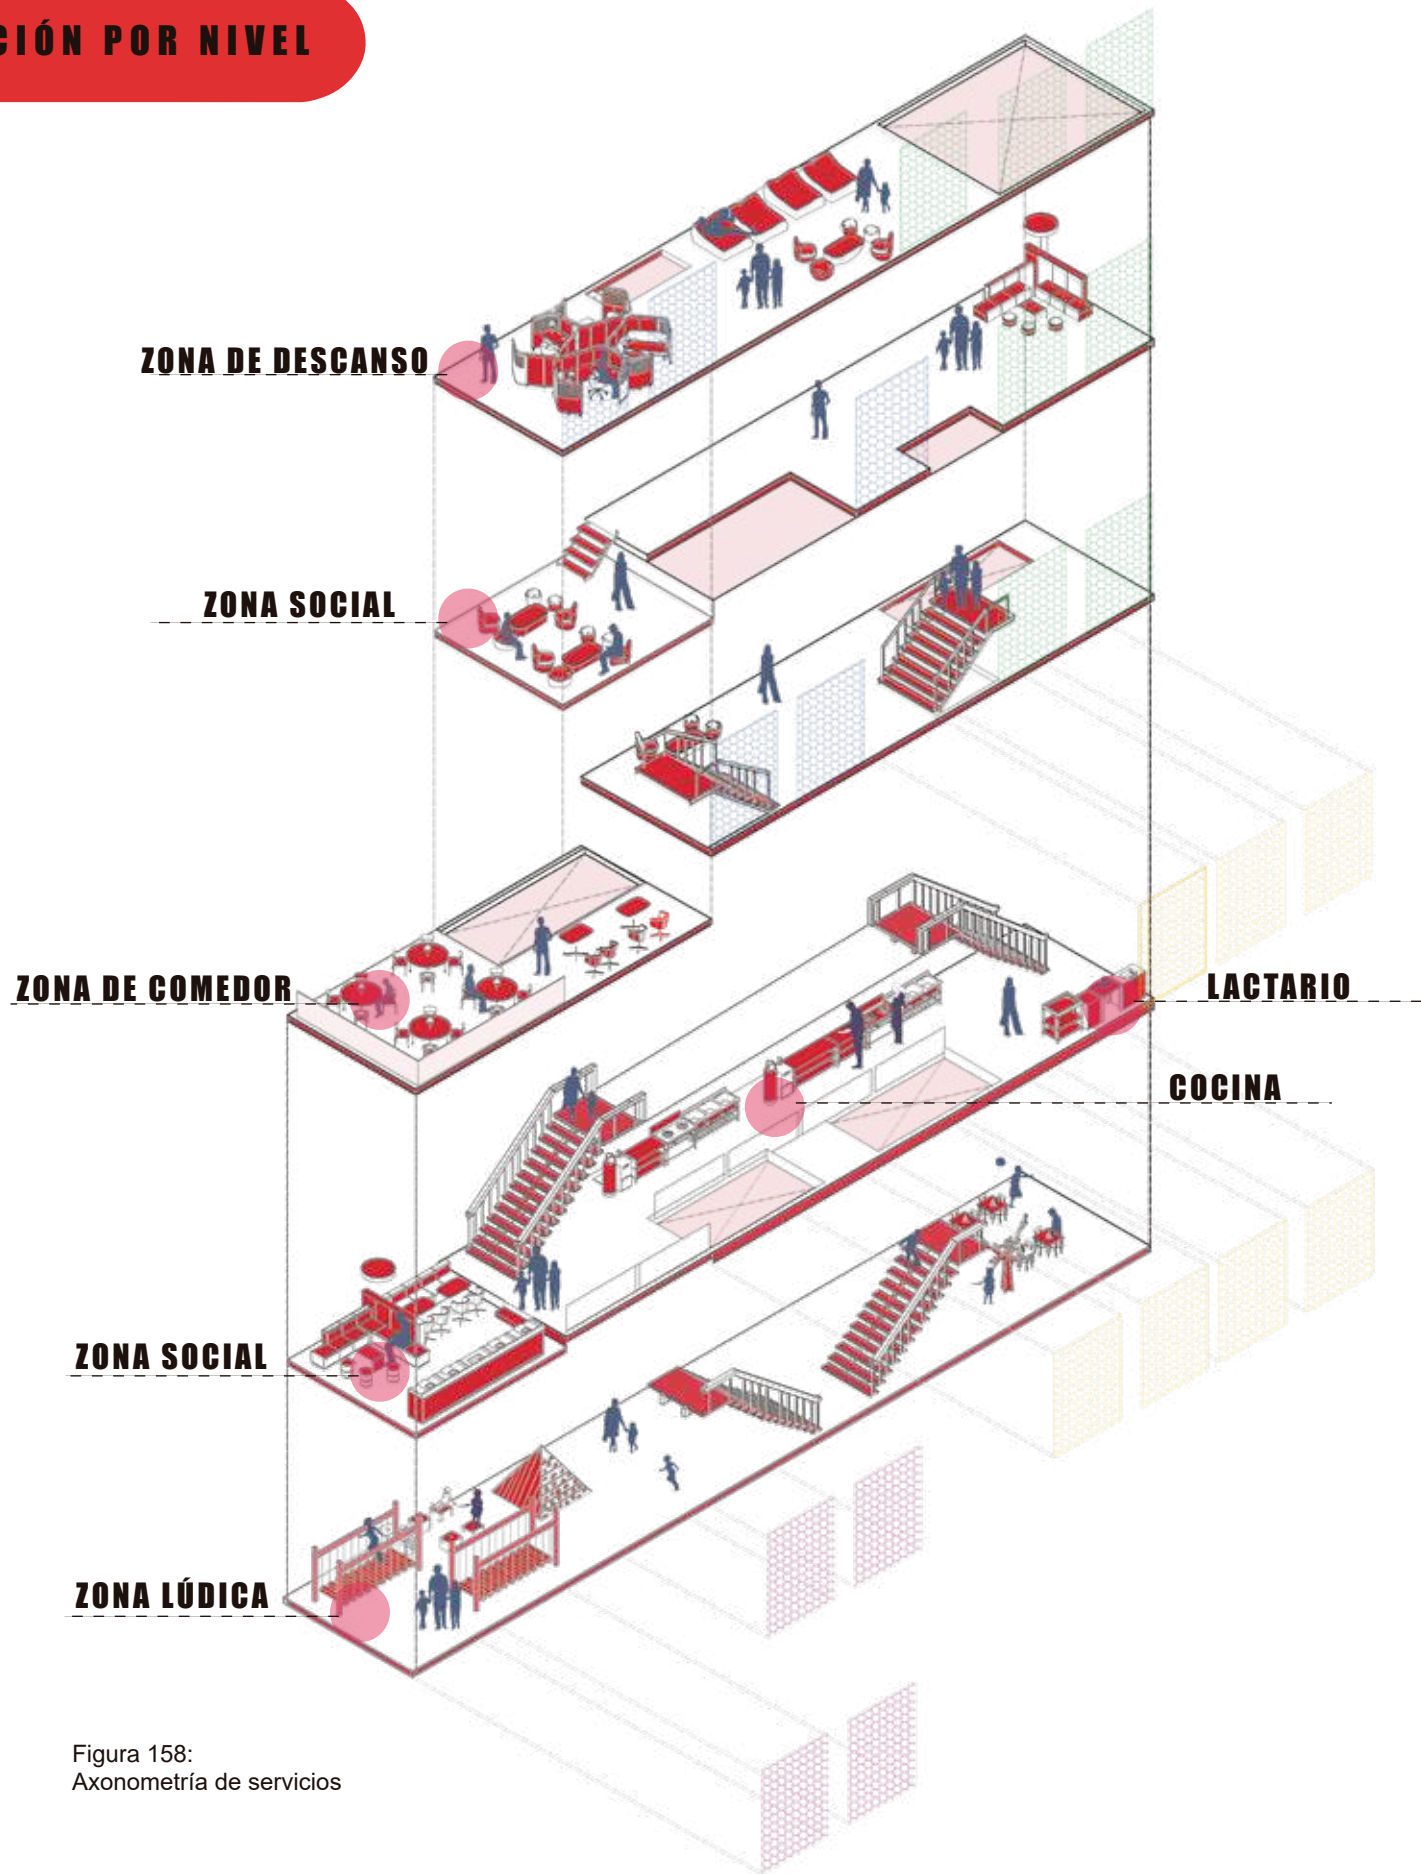 CIÓN POR NIVEL
ZONA DE DESCANSO
ZONA SOCIAL
ZONA DE COMEDOR
LACTARIO
COCINA
ZONA SOCIAL
ZONA LÚDICA
Figura 158:
Axonometría de servicios